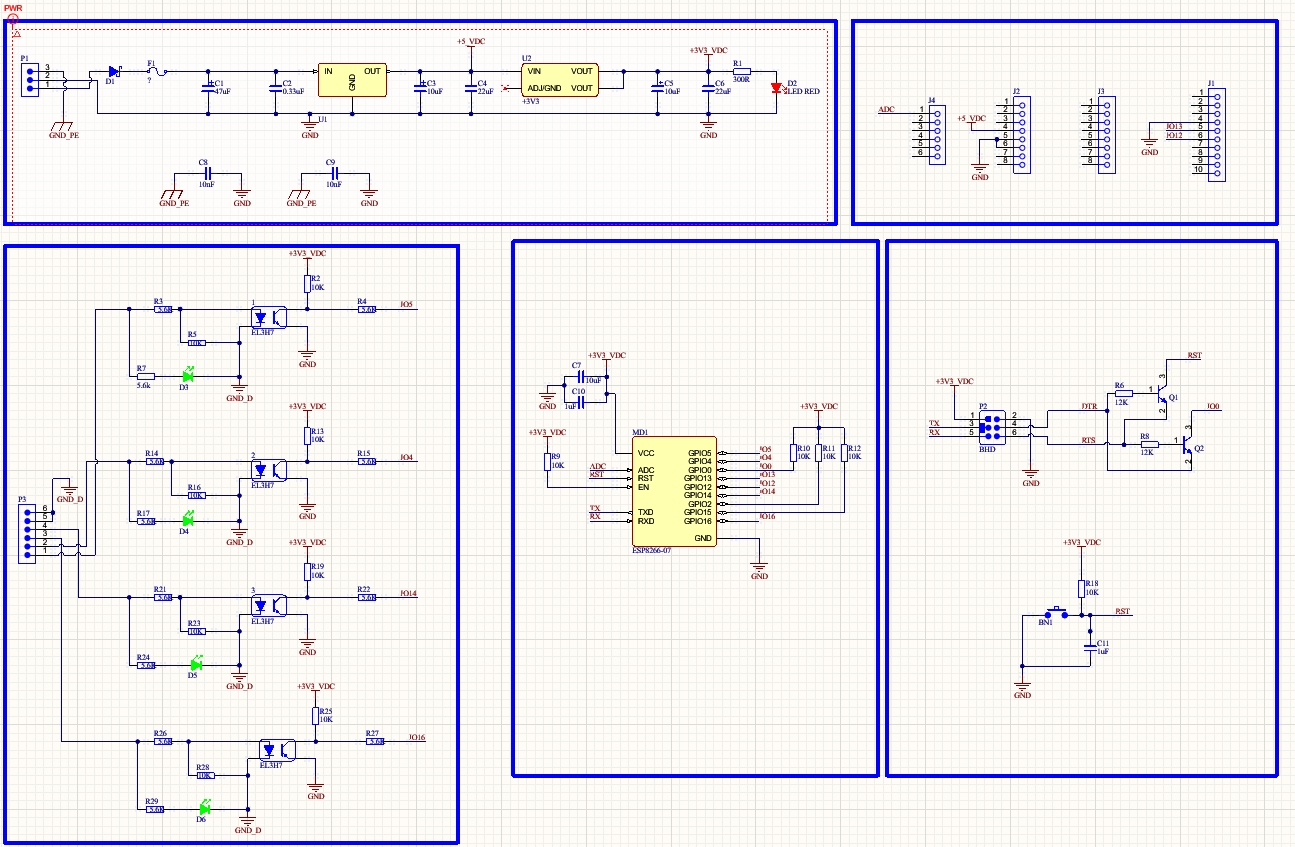 PWR
P1
3
2
1
GND_PE
D1
F1
?
C1
47uF
C2
0.33uF
IN
OUT
GND
U1
GND
C3
10uF
+5_VDC
C4
22uF
U2
VIN
VOUT
ADJ/GND
VOUT
+3V3
C5
10uF
+3V3_VDC
C6
22uF
GND
R1
300R
D2
LED RED
C8
10nF
GND_PE
GND
C9
10nF
GND_PE
GND
J4
ADC
1
2
3
4
5
6
J2
+5_VDC
GND
1
2
3
4
5
6
7
8
J3
1
2
3
4
5
6
7
8
J1
GND
IO13
IO12
1
2
3
4
5
6
7
8
9
10
+3V3_VDC
R2
10K
R3
5.6k
1
R4
5.6k
IO5
R5
10K
EL3H7
GND
R7
5.6k
D3
GND_D
+3V3_VDC
R13
10K
R14
5.6k
2
R15
5.6k
IO4
R16
10K
EL3H7
GND
R17
5.6k
D4
GND_D
P3
GND_D
6
5
4
3
2
1
+3V3_VDC
R19
10K
R21
5.6k
3
R22
5.6k
IO14
R23
10K
EL3H7
GND
R24
5.6k
D5
GND_D
+3V3_VDC
R25
10K
R26
5.6k
R27
5.6k
IO16
R28
10K
EL3H7
GND
R29
5.6k
D6
GND_D
+3V3_VDC
C7
10uF
C10
1uF
GND
+3V3_VDC
R9
10K
MD1
VCC
ADC
RST
EN
TXD
RXD
GPIO5
GPIO4
GPIO0
GPIO13
GPIO12
GPIO14
GPIO2
GPIO15
GPIO16
GND
ESP8266-07
ADC
RST
TX
RX
IO5
IO4
IO0
IO13
IO12
IO14
IO16
GND
+3V3_VDC
R10
10K
R11
10K
R12
10K
+3V3_VDC
P2
TX
RX
1
3
5
2
4
6
BHD
GND
DTR
RTS
R6
12K
1
3
2
Q1
RST
R8
12K
1
3
2
Q2
IO0
+3V3_VDC
R18
10K
BN1
RST
C11
1uF
GND